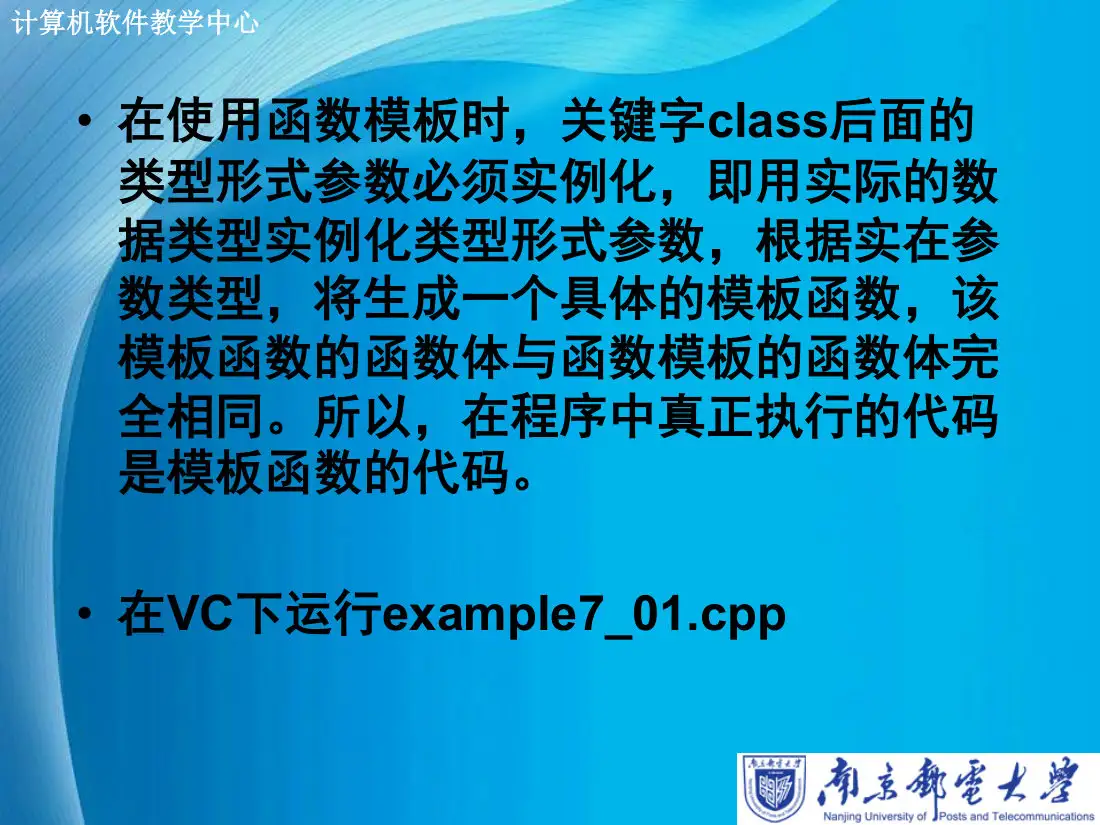 计算机软件教学中心
• 在使用函数模板时，关键字class后面的
类型形式参数必须实例化，即用实际的数
据类型实例化类型形式参数，根据实在参
数类型，将生成一个具体的模板函数，该
模板函数的函数体与函数模板的函数体完
全相同。所以，在程序中真正执行的代码
是模板函数的代码。
• 在VC下运行example7_01.cpp
南京邮电大学
南京郵電大学
Nanjing University of Posts and Telecommunications